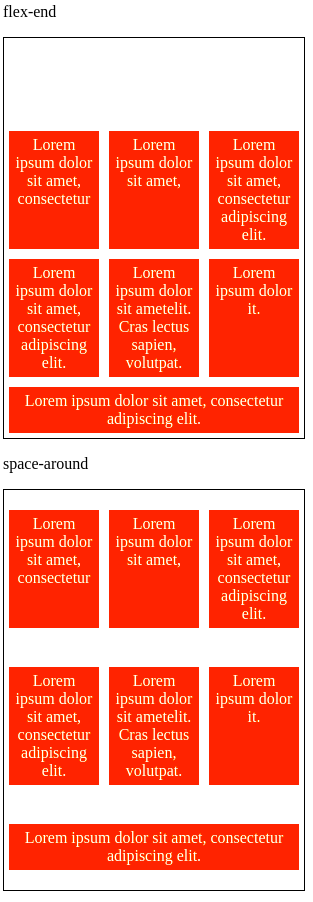 flex-end
Lorem
ipsum dolor
sit amet,
consectetur
Lorem
ipsum dolor
sit amet,
Lorem
ipsum dolor
sit amet,
consectetur
adipiscing
elit.
Lorem
ipsum dolor
sit amet,
consectetur
adipiscing
elit.
Lorem
ipsum dolor
sit ametelit.
Cras lectus
sapien,
volutpat.
Lorem
ipsum dolor
it.
Lorem ipsum dolor sit amet, consectetur
adipiscing elit.
space-around
Lorem
ipsum dolor
sit amet,
consectetur
Lorem
ipsum dolor
sit amet,
Lorem
ipsum dolor
sit amet,
consectetur
adipiscing
elit.
Lorem
ipsum dolor
sit amet,
consectetur
adipiscing
elit.
Lorem
ipsum dolor
sit ametelit.
Cras lectus
sapien,
volutpat.
Lorem
ipsum dolor
it.
Lorem ipsum dolor sit amet, consectetur
adipiscing elit.